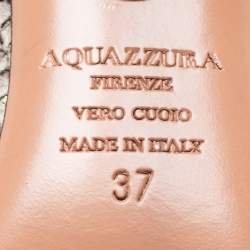 AQUAZZURA
FIRENZE
VERO CUOIO
MADE IN ITALY
37